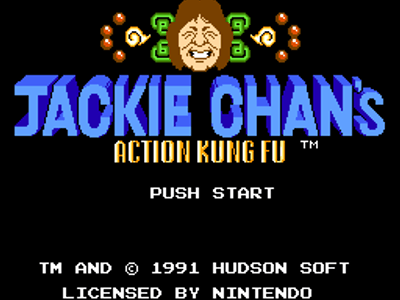 JACKIE CHAN's
ACTION KUNG FU ™
PUSH START
TM AND © 1991 HUDSON SOFT
LICENSED BY NINTENDO